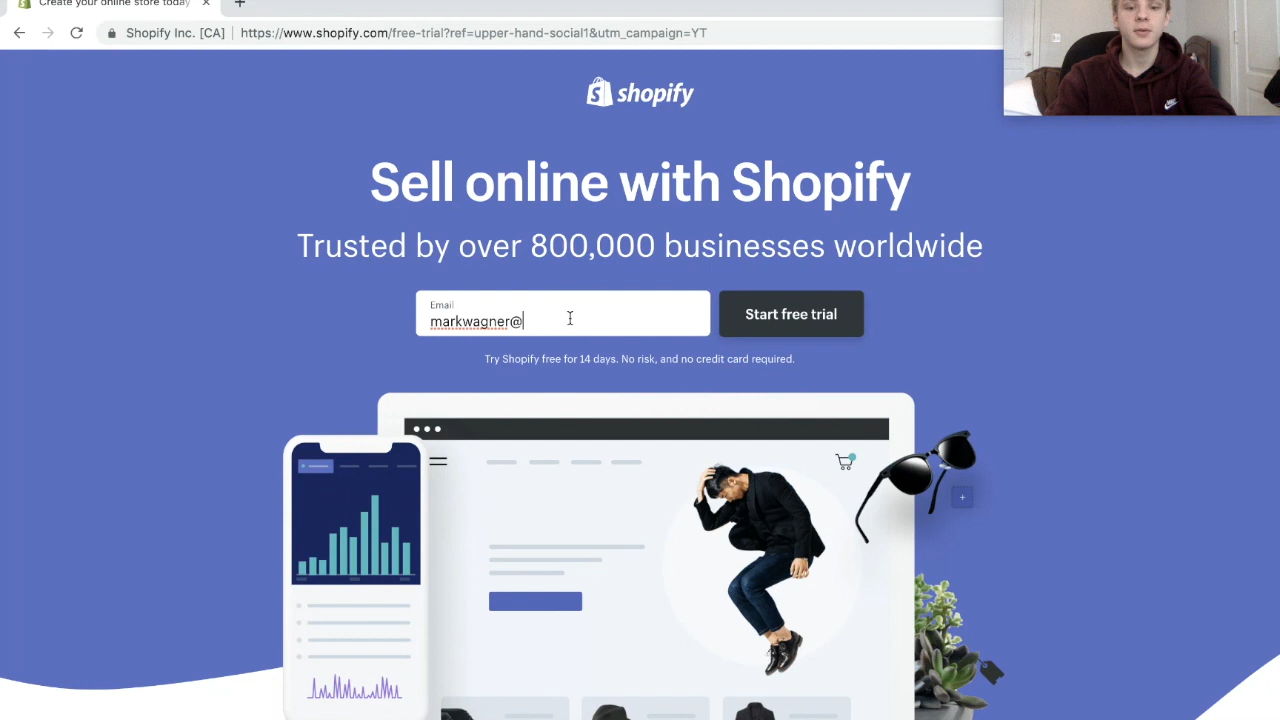 Create your online store today
Shopify Inc. [CA]
https://www.shopify.com/free-trial?ref=upper-hand-social1&utm_campaign=YT
shopify
Sell online with Shopify
Trusted by over 800,000 businesses worldwide
Email
markwagner@
Start free trial
Try Shopify free for 14 days. No risk, and no credit card required.